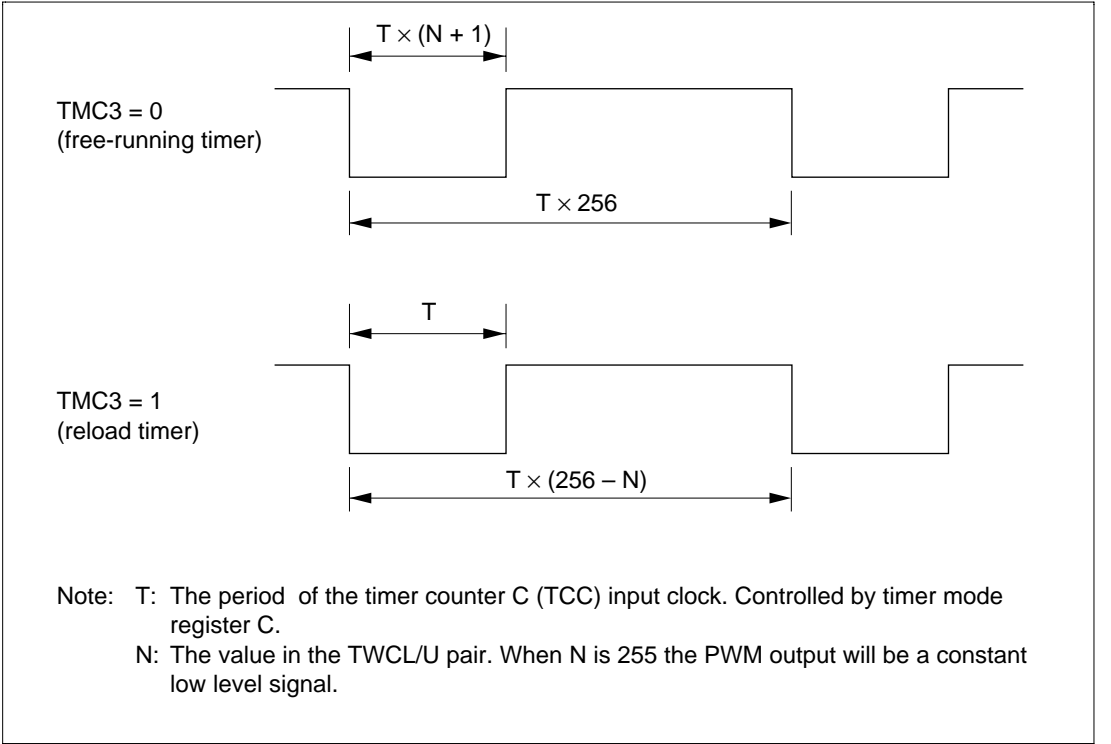 T × (N + 1)
TMC3 = 0
(free-running timer)
T × 256
T
TMC3 = 1
(reload timer)
T × (256 – N)
Note: T: The period of the timer counter C (TCC) input clock. Controlled by timer mode
register C.
N: The value in the TWCL/U pair. When N is 255 the PWM output will be a constant
low level signal.